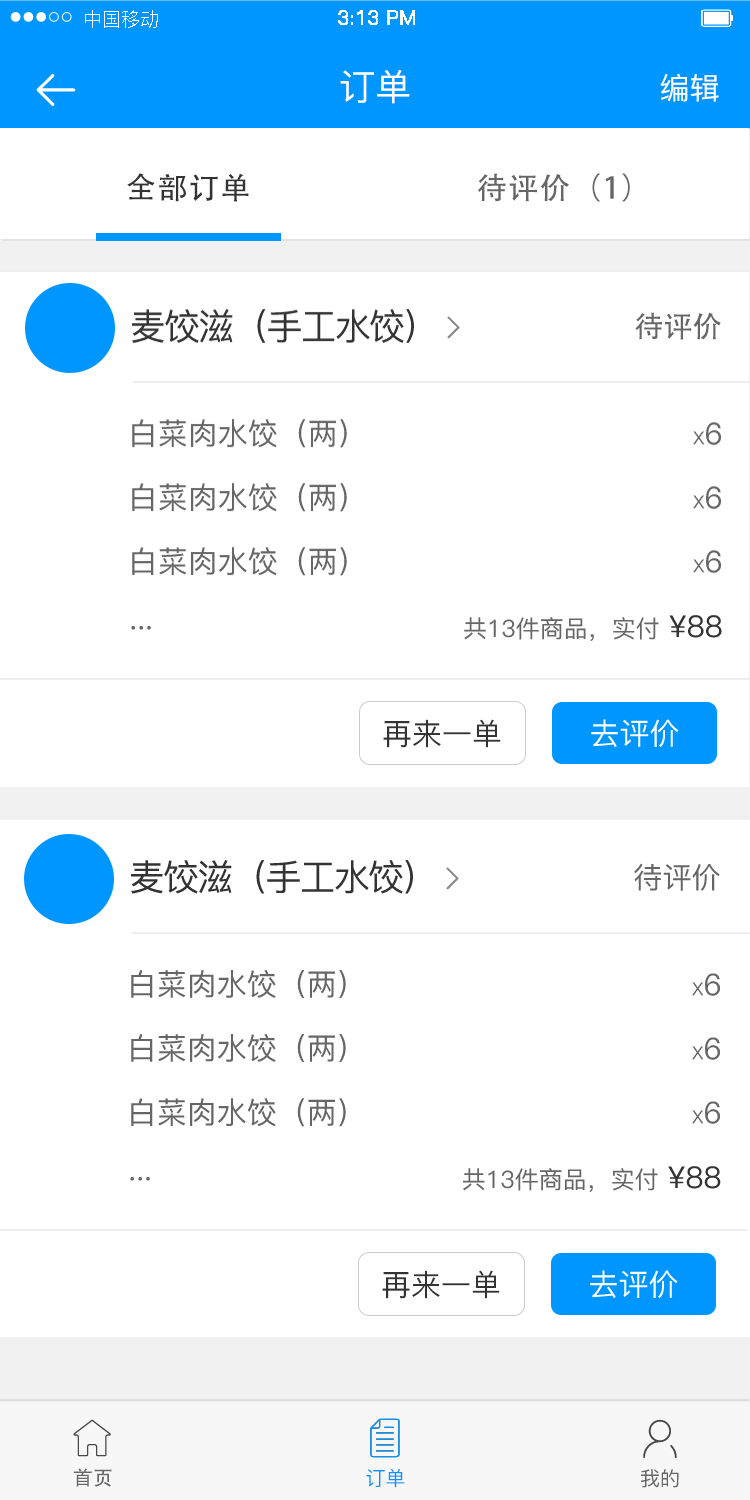 中国移动 3:13 PM
订单 编辑
全部订单 待评价（1）
麦饺滋（手工水饺） 待评价
白菜肉水饺（两） x6
白菜肉水饺（两） x6
白菜肉水饺（两） x6
... 共13件商品，实付 ¥88
再来一单 去评价
麦饺滋（手工水饺） 待评价
白菜肉水饺（两） x6
白菜肉水饺（两） x6
白菜肉水饺（两） x6
... 共13件商品，实付 ¥88
再来一单 去评价
首页 订单 我的